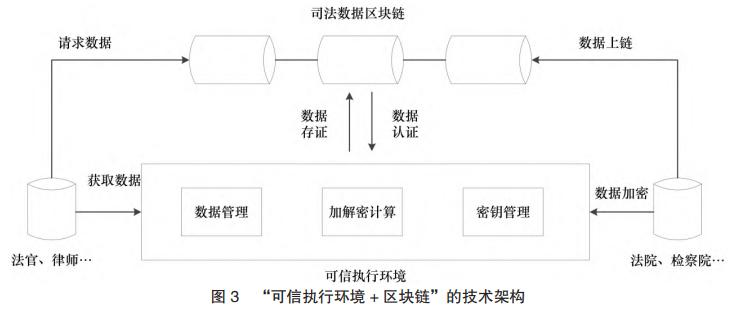 司法数据区块链
请求数据
数据上链
数据
存证
数据
认证
获取数据
数据加密
数据管理
加解密计算
密钥管理
法官、律师…
法院、检察院…
可信执行环境
图 3 “可信执行环境 + 区块链”的技术架构